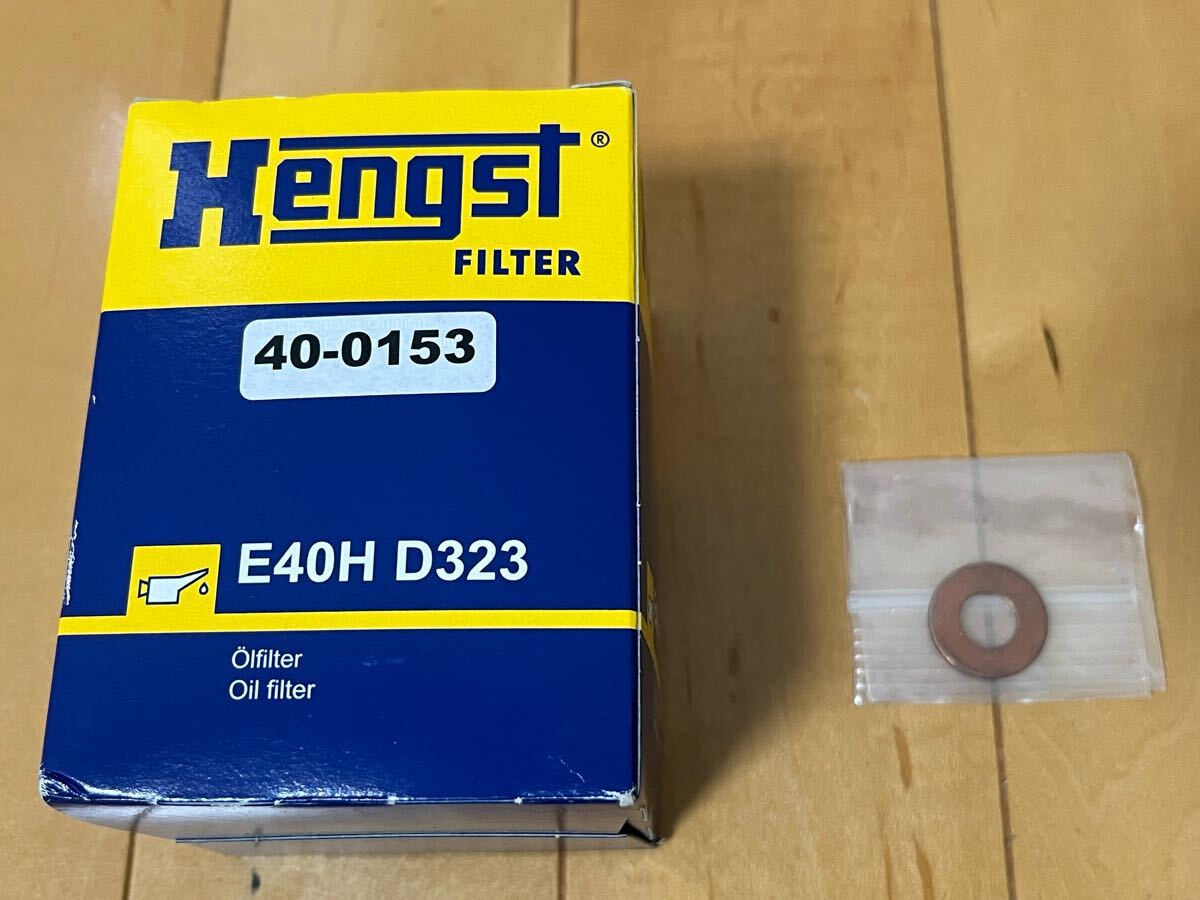 Hengst®
FILTER
40-0153
E40H D323
Ölfilter
Oil filter